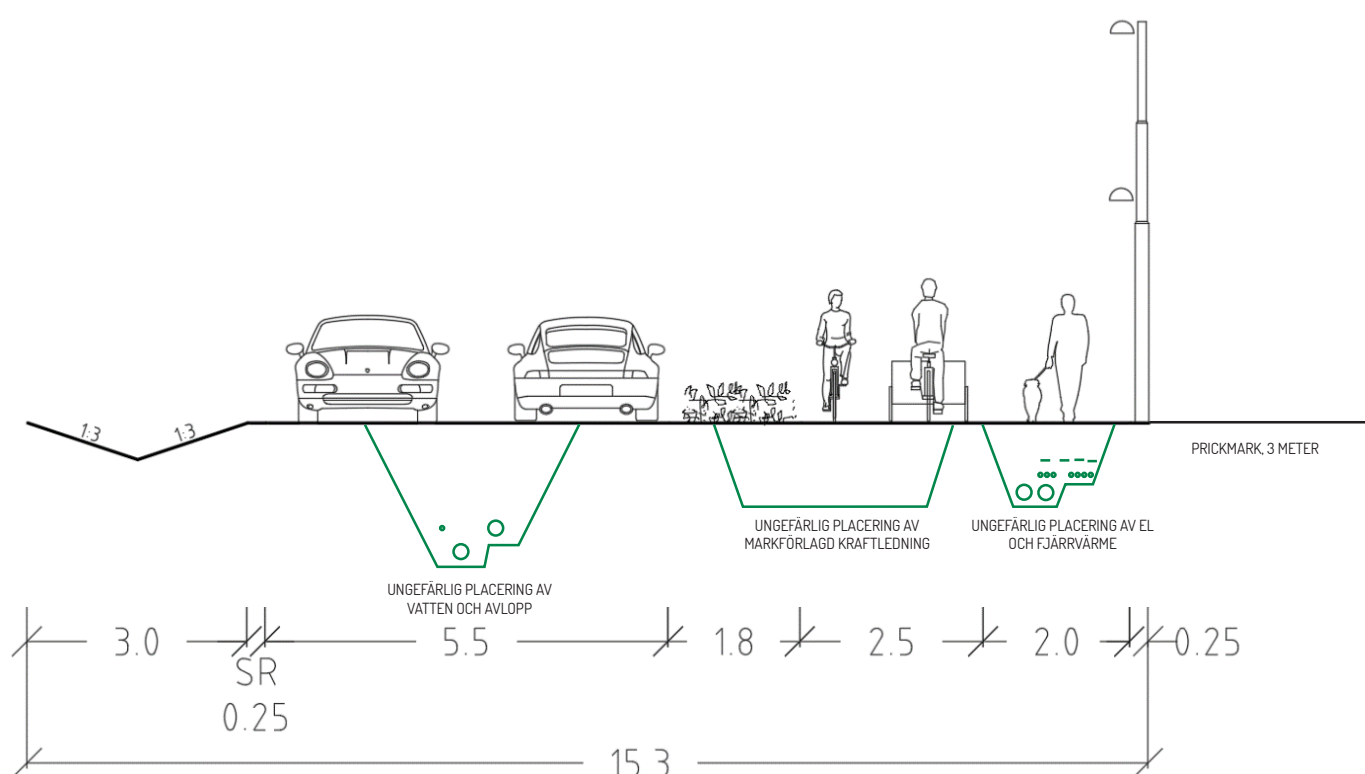 1:3
1:3
PRICKMARK, 3 METER
UNGEFÄRLIG PLACERING AV
MARKFÖRLAGD KRAFTLEDNING
UNGEFÄRLIG PLACERING AV EL
OCH FJÄRRVÄRME
UNGEFÄRLIG PLACERING AV
VATTEN OCH AVLOPP
3.0
SR
0.25
5.5
1.8
2.5
2.0
0.25
15.3